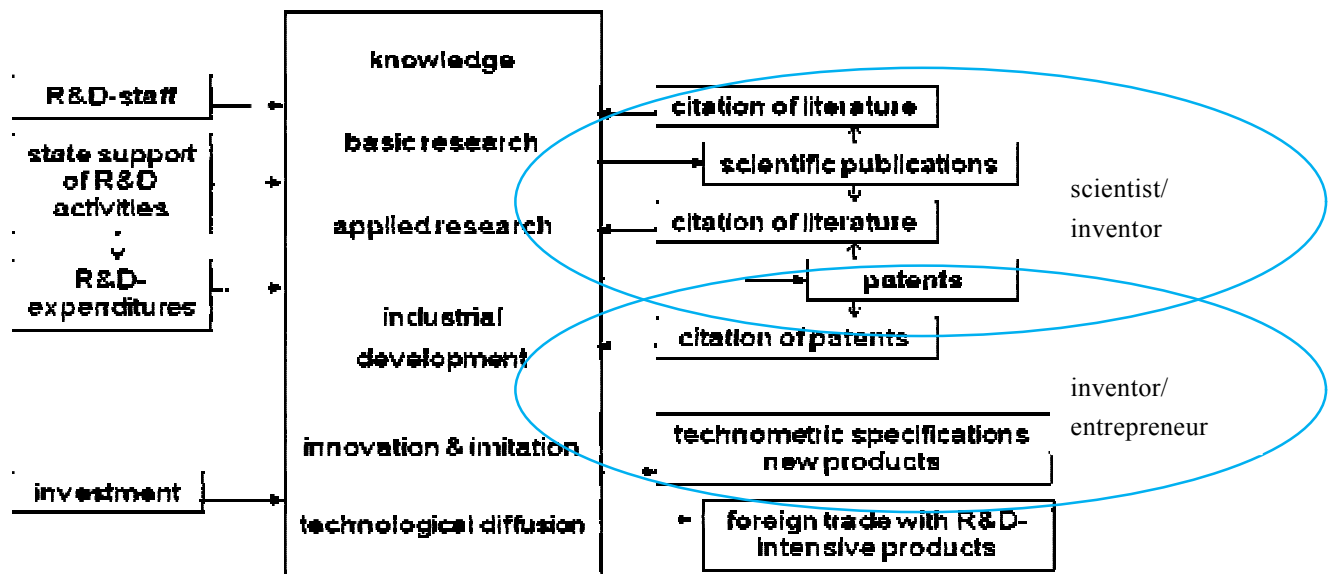 R&D-staff
state support
of R&D
activities
R&D-
expenditures
investment
knowledge
basic research
applied research
industrial
development
innovation & imitation
technological diffusion
citation of literature
scientific publications
citation of literature
patents
citation of patents
technometric specifications
new products
foreign trade with R&D-
intensive products
scientist/
inventor
inventor/
entrepreneur